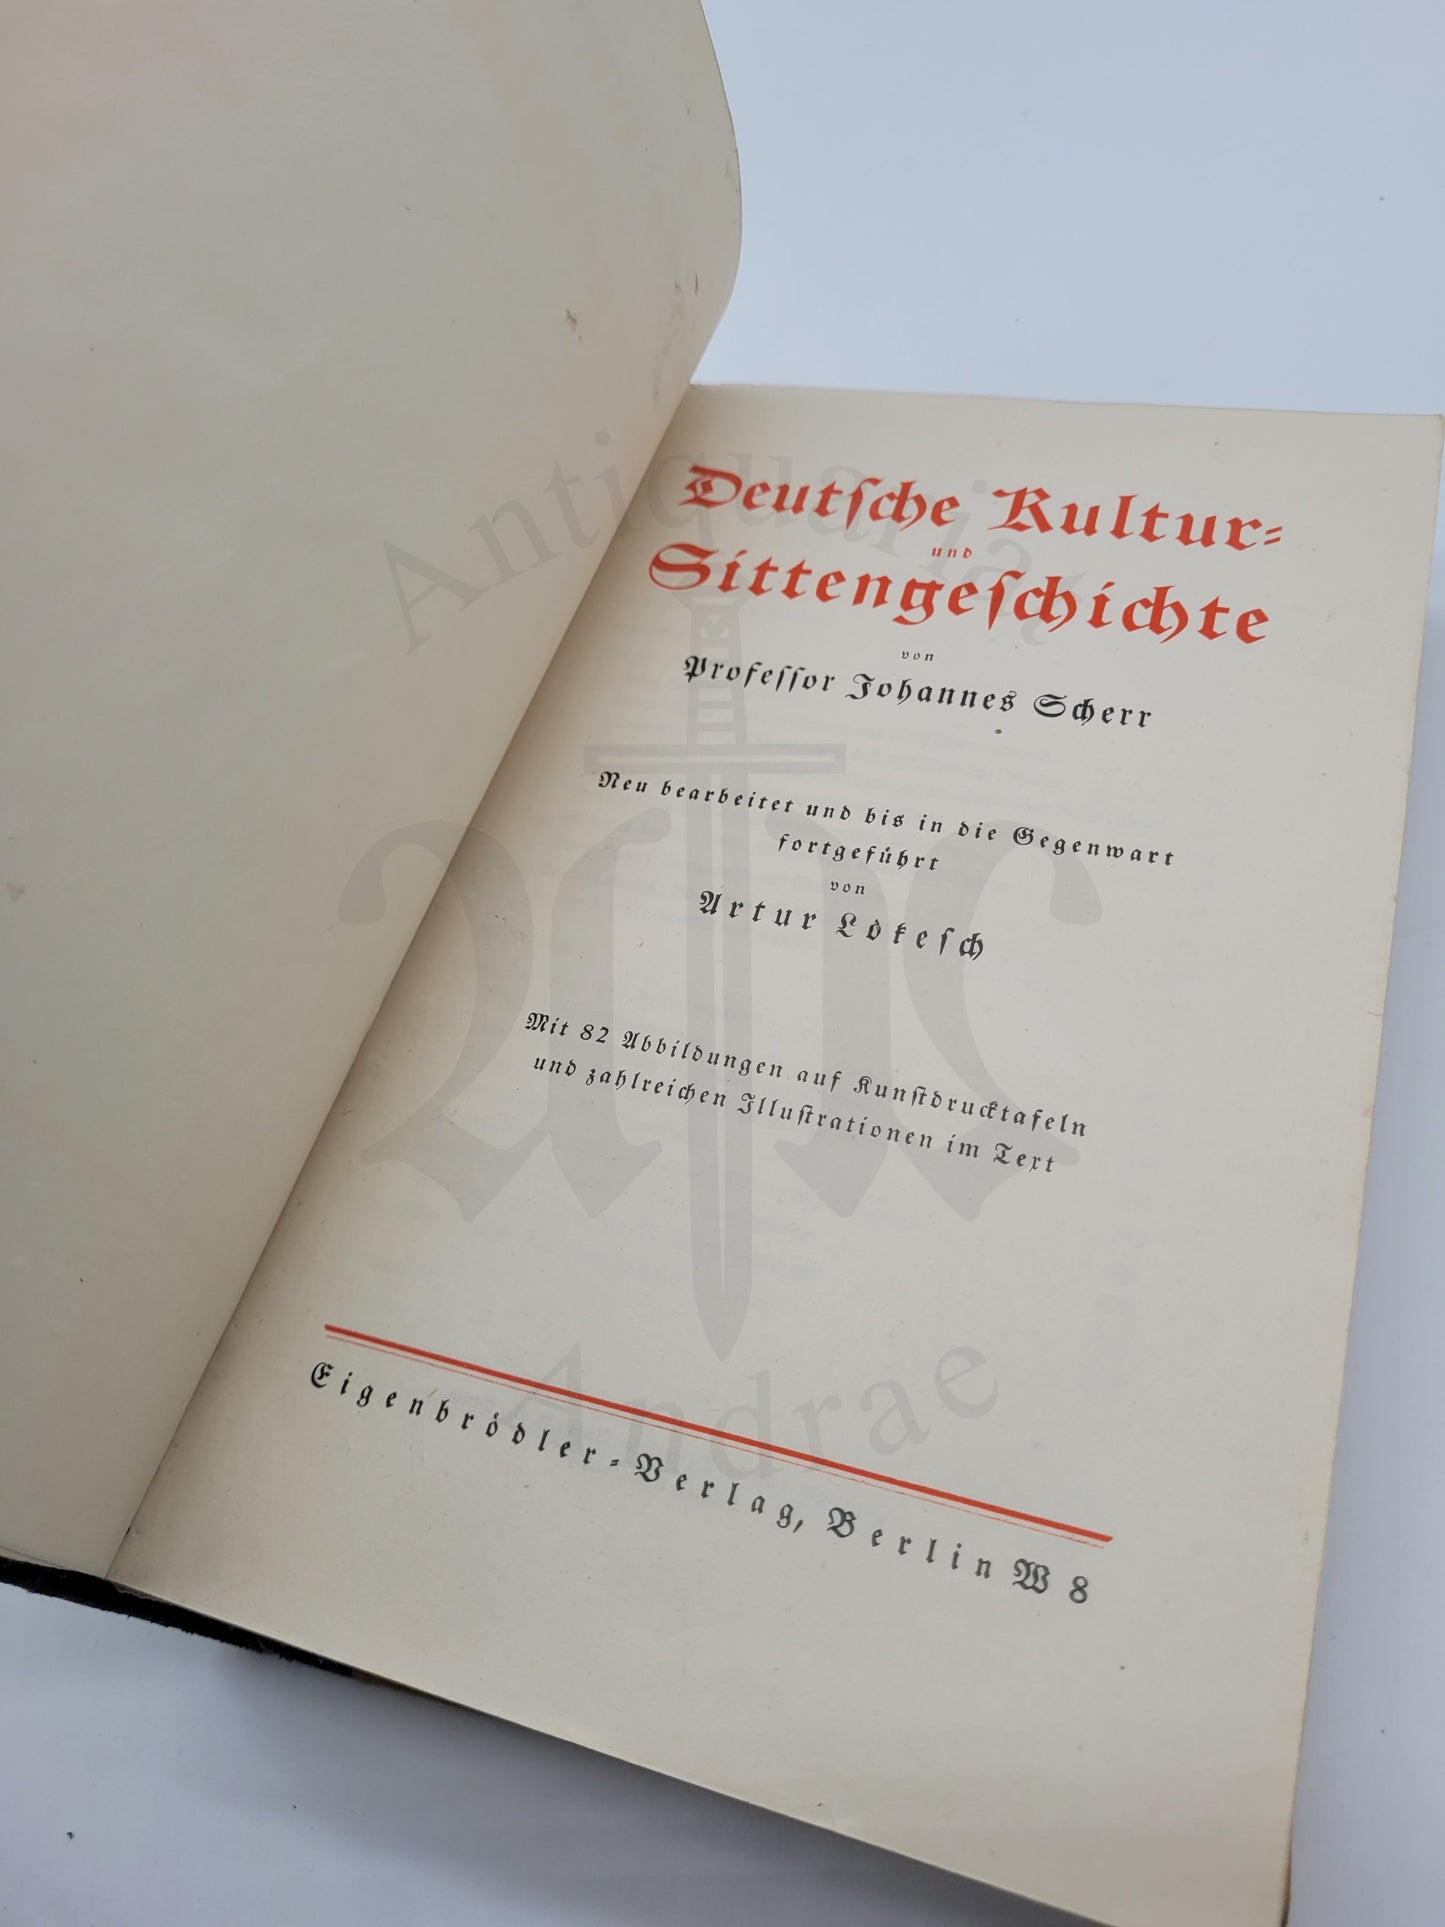 Deutſche Kultur-
und
Sittengeſchichte
von
Profeſſor Johannes Scherr
Neu bearbeitet und bis in die Gegenwart
fortgeführt
von
Artur Lökeſch
Mit 82 Abbildungen auf Kunſtdrucktafeln
und zahlreichen Illuſtrationen im Text
Eigenbrödler-Verlag, Berlin W 8
Antiquariat
Andrae